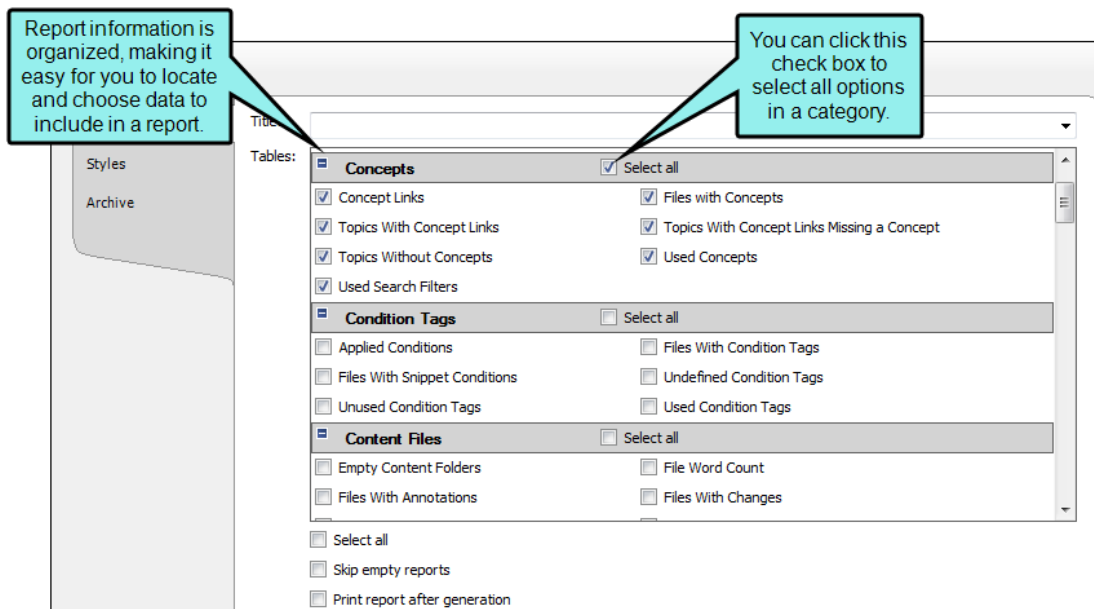 Report information is
organized, making it
easy for you to locate
and choose data to
include in a report.
You can click this
check box to
select all options
in a category.
Title:
Styles
Archive
Tables:
Concepts Select all
Concept Links Files with Concepts
Topics With Concept Links Topics With Concept Links Missing a Concept
Topics Without Concepts Used Concepts
Used Search Filters
Condition Tags Select all
Applied Conditions Files With Condition Tags
Files With Snippet Conditions Undefined Condition Tags
Unused Condition Tags Used Condition Tags
Content Files Select all
Empty Content Folders File Word Count
Files With Annotations Files With Changes
Select all
Skip empty reports
Print report after generation